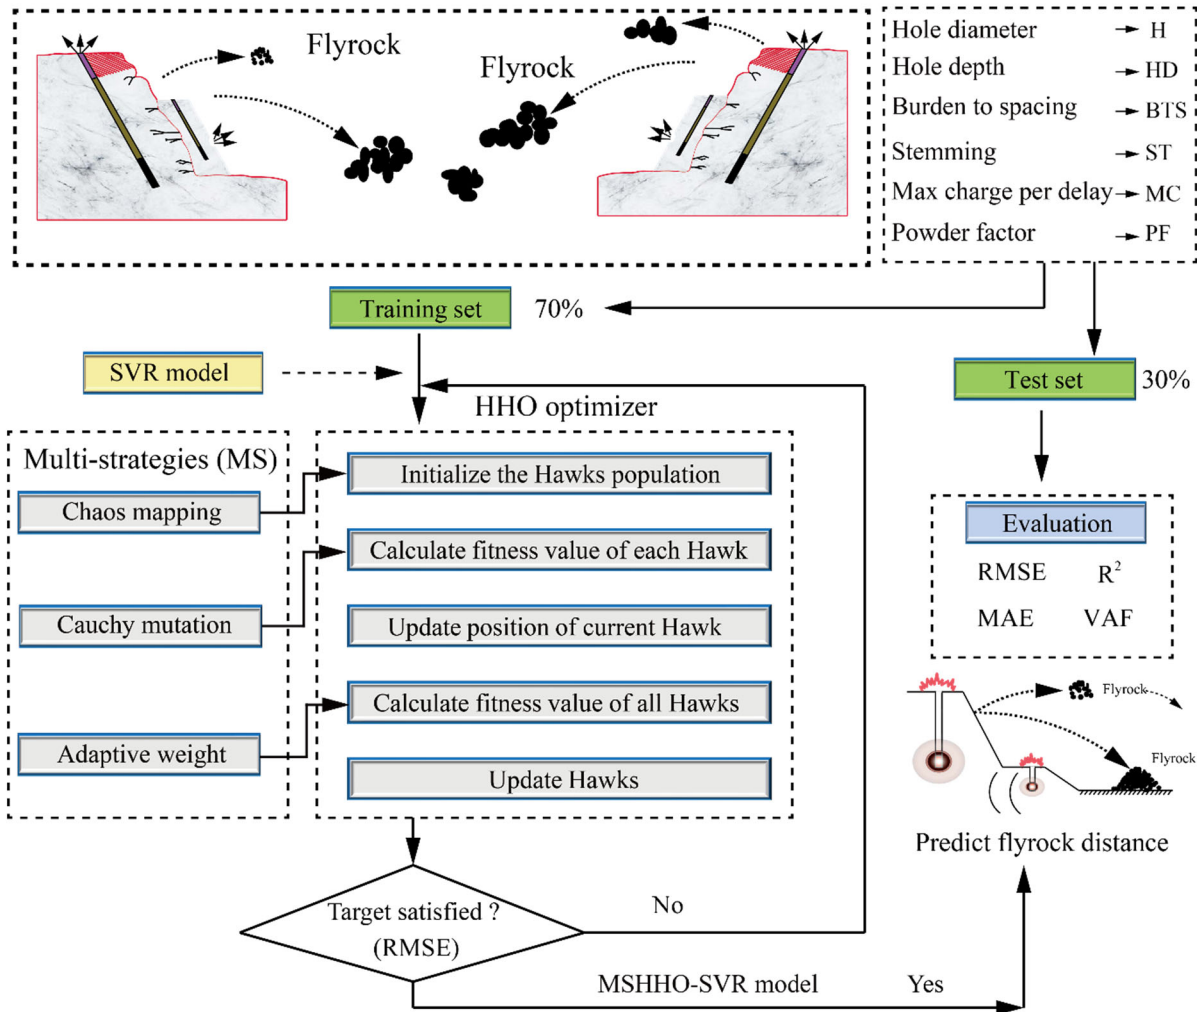 Flyrock
Flyrock
Hole diameter H
Hole depth HD
Burden to spacing BTS
Stemming ST
Max charge per delay MC
Powder factor PF
Training set 70%
SVR model
Test set 30%
HHO optimizer
Multi-strategies (MS)
Chaos mapping
Cauchy mutation
Adaptive weight
Initialize the Hawks population
Calculate fitness value of each Hawk
Update position of current Hawk
Calculate fitness value of all Hawks
Update Hawks
Evaluation
RMSE R²
MAE VAF
Flyrock
Flyrock
Predict flyrock distance
Target satisfied ?
(RMSE)
No
MSHHO-SVR model Yes